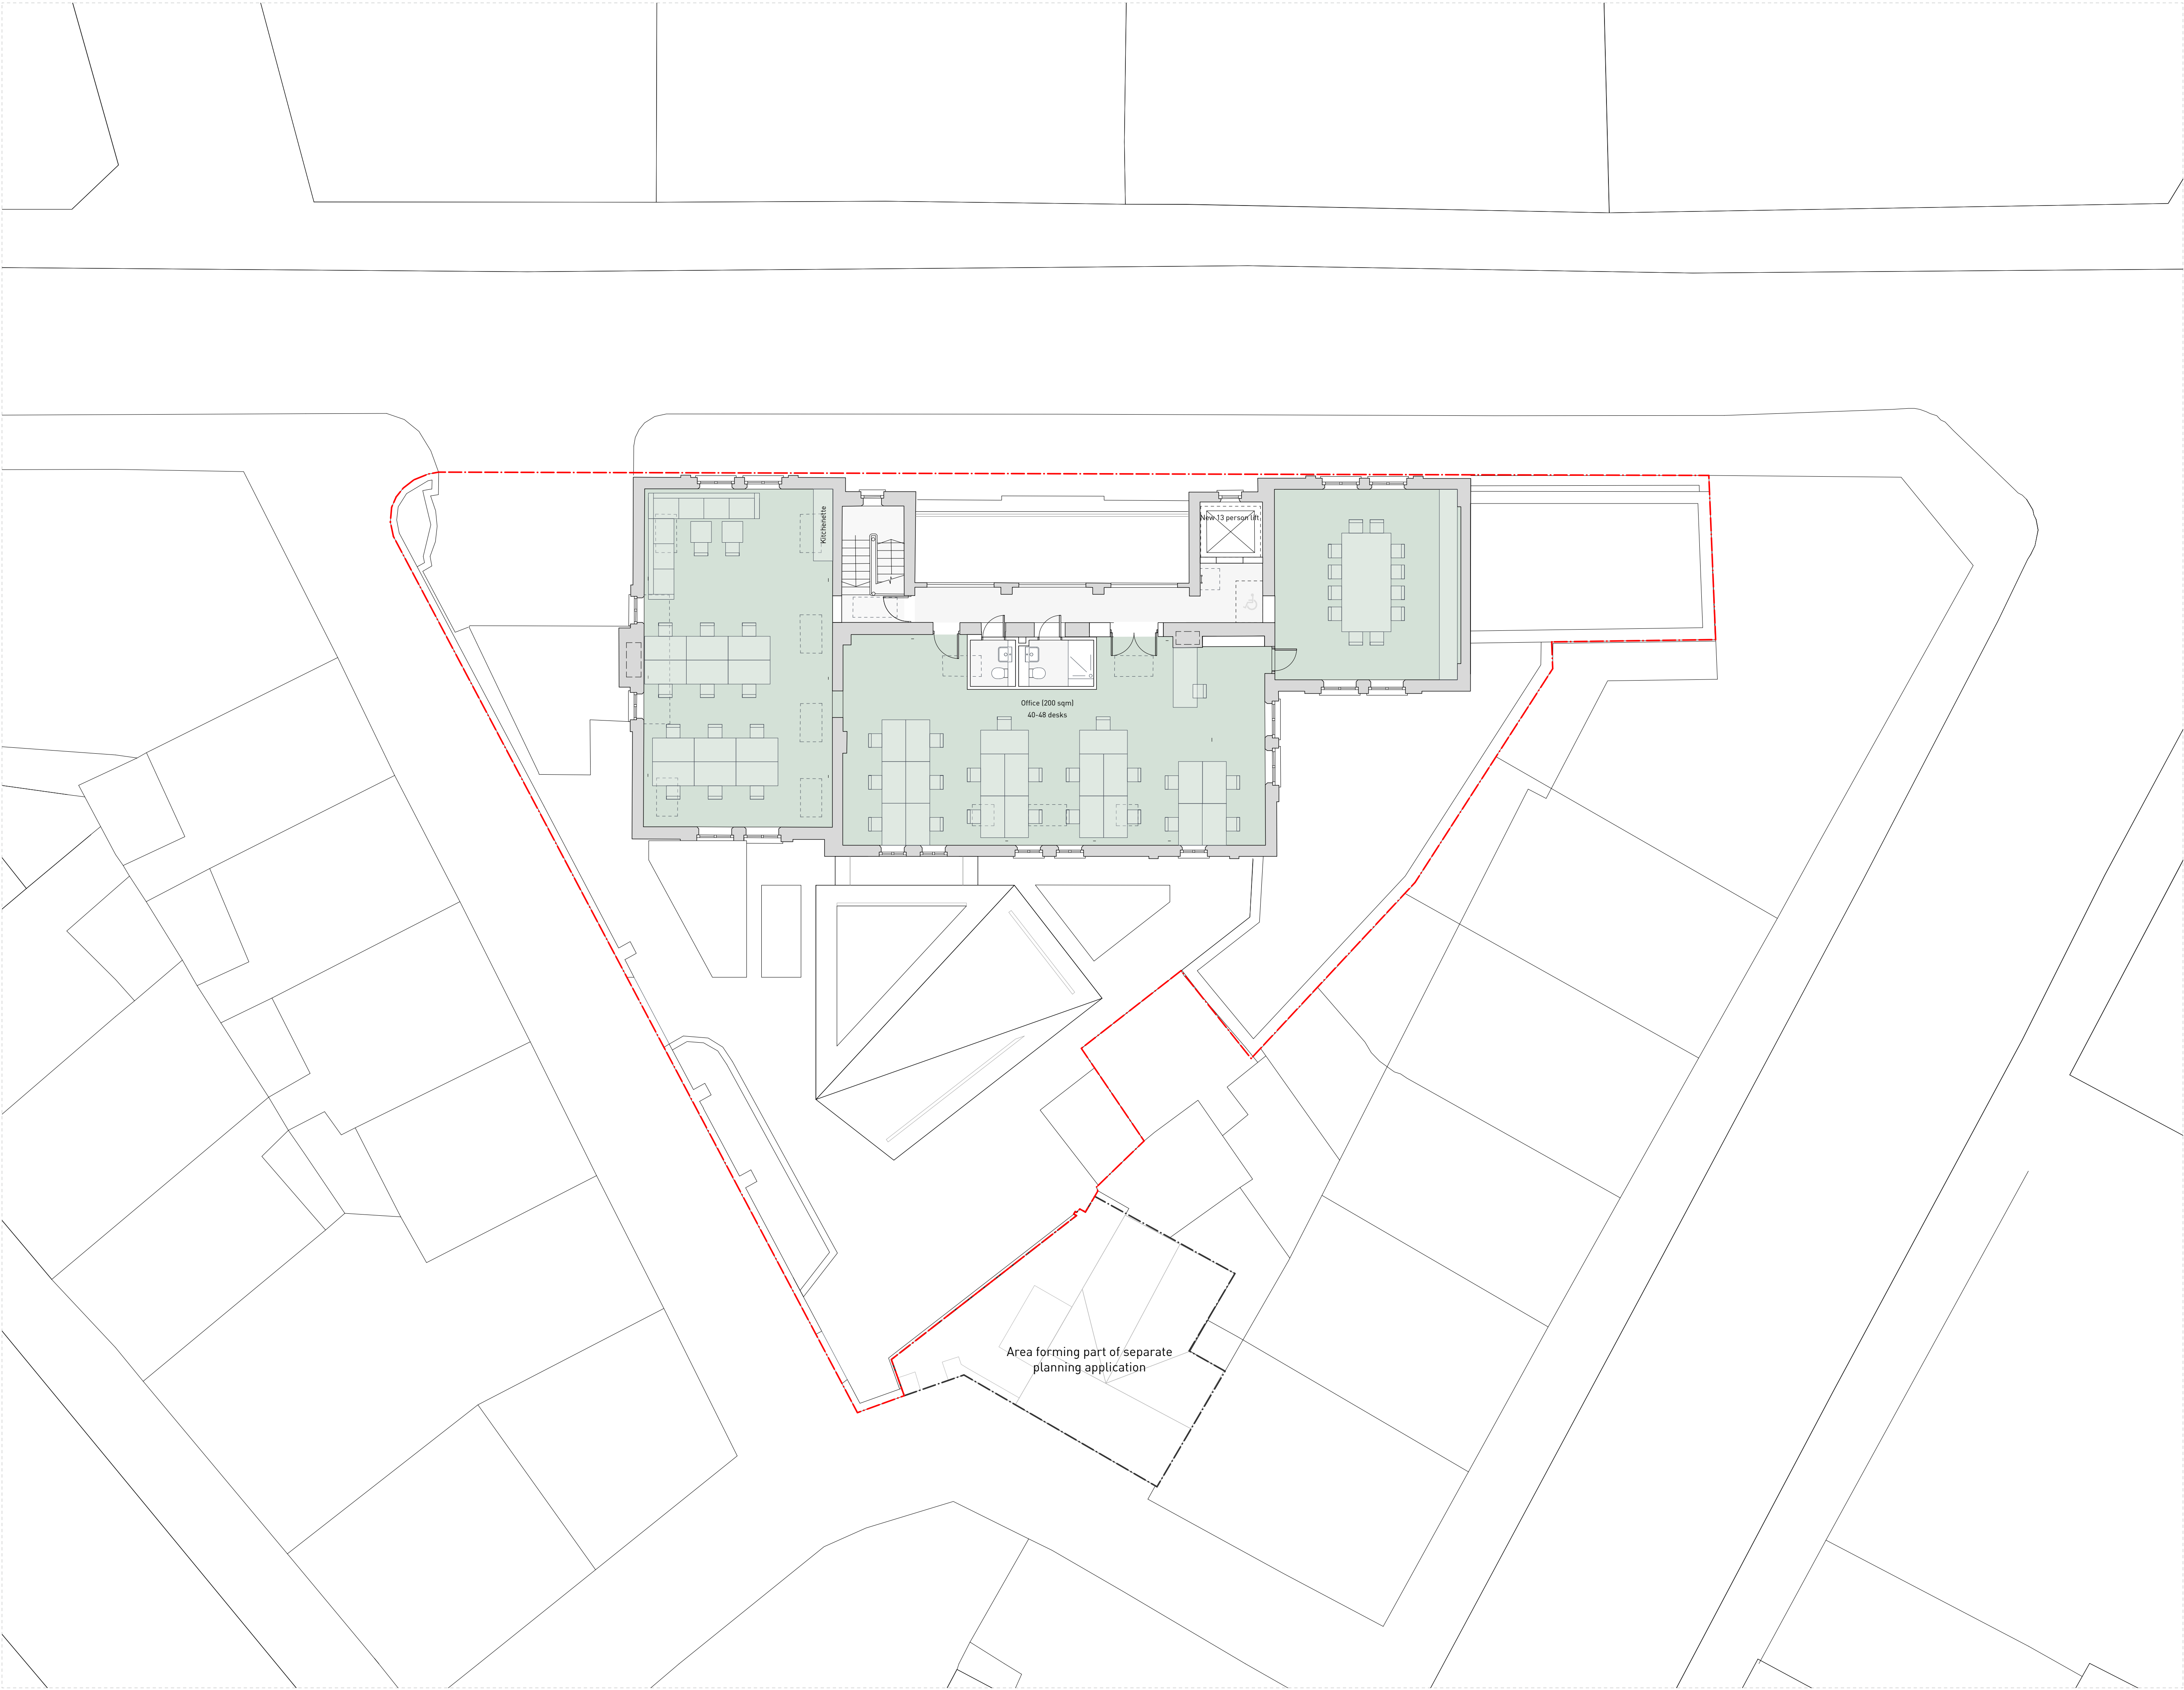 New 13 person lift
Kitchenette
Office (200 sqm)
40-48 desks
Area forming part of separate
planning application